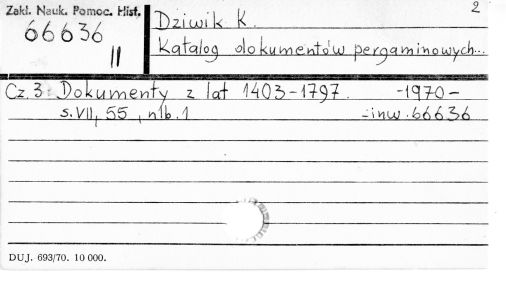 2
Zakł. Nauk. Pomoc. Hist.
66636
II
Dziwik K.
Katalog dokumentów pergaminowych...
Cz. 3: Dokumenty z lat 1403-1797. -1970-
s. VII, 55, nlb. 1 -inw. 66636
DUJ. 693/70. 10 000.